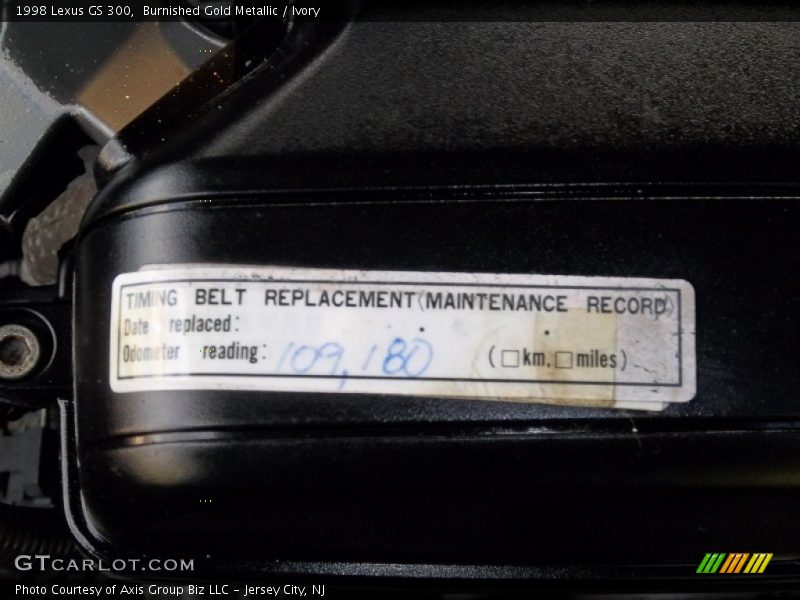 1998 Lexus GS 300, Burnished Gold Metallic / Ivory
TIMING BELT REPLACEMENT (MAINTENANCE RECORD)
Date replaced: . .
Odometer reading: 109,180 (□km, □miles)
GTCARLOT.COM
Photo Courtesy of Axis Group Biz LLC – Jersey City, NJ